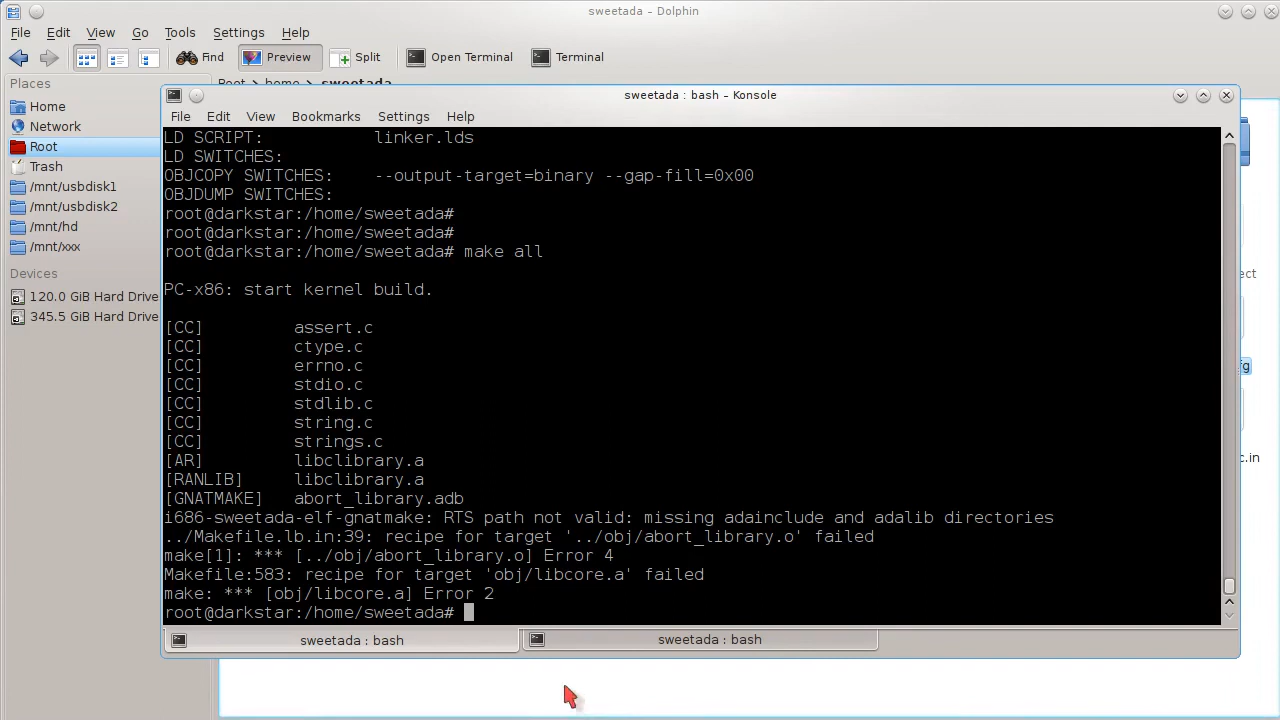 sweetada – Dolphin
File Edit View Go Tools Settings Help
Find Preview Split Open Terminal Terminal
Places
Root > home > sweetada
Home
Network
Root
Trash
/mnt/usbdisk1
/mnt/usbdisk2
/mnt/hd
/mnt/xxx
Devices
120.0 GiB Hard Drive
345.5 GiB Hard Drive
sweetada : bash – Konsole
File Edit View Bookmarks Settings Help
LD SCRIPT: linker.lds
LD SWITCHES:
OBJCOPY SWITCHES: --output-target=binary --gap-fill=0x00
OBJDUMP SWITCHES:
root@darkstar:/home/sweetada#
root@darkstar:/home/sweetada#
root@darkstar:/home/sweetada# make all
PC-x86: start kernel build.
[CC] assert.c
[CC] ctype.c
[CC] errno.c
[CC] stdio.c
[CC] stdlib.c
[CC] string.c
[CC] strings.c
[AR] libclibrary.a
[RANLIB] libclibrary.a
[GNATMAKE] abort_library.adb
i686-sweetada-elf-gnatmake: RTS path not valid: missing adainclude and adalib directories
../Makefile.lb.in:39: recipe for target '../obj/abort_library.o' failed
make[1]: *** [../obj/abort_library.o] Error 4
Makefile:583: recipe for target 'obj/libcore.a' failed
make: *** [obj/libcore.a] Error 2
root@darkstar:/home/sweetada#
sweetada : bash sweetada : bash
ect
fg
c.in